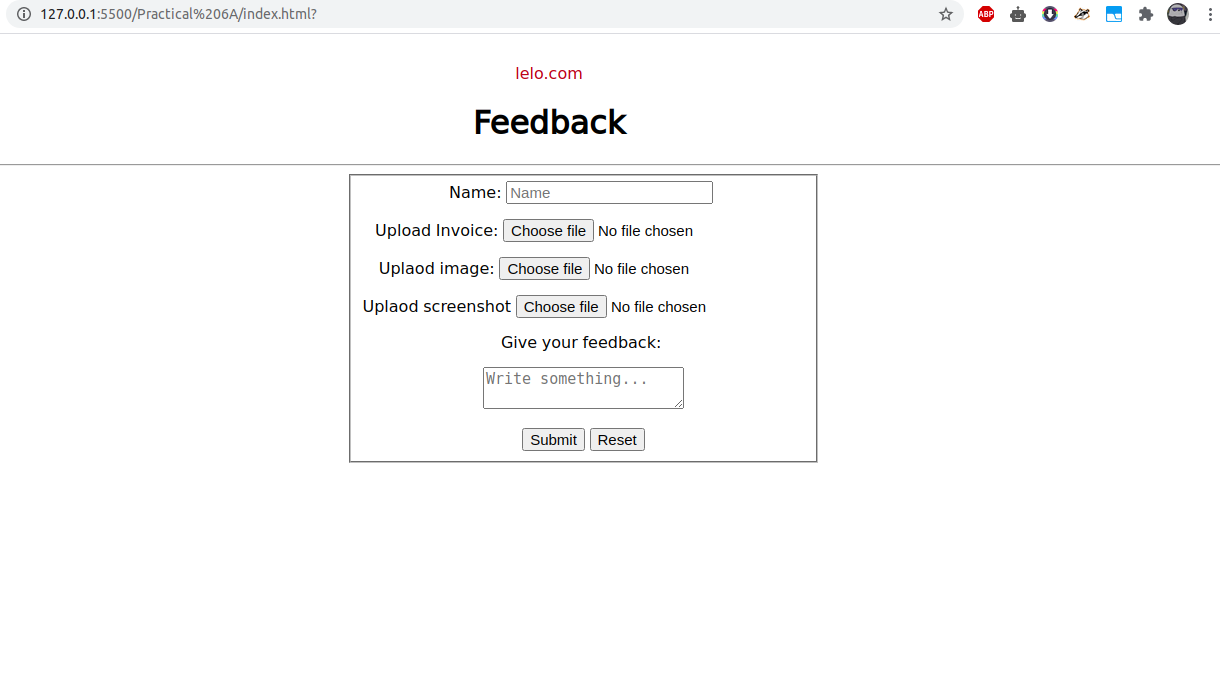 127.0.0.1:5500/Practical%206A/index.html?
ABP
lelo.com
Feedback
Name: Name
Upload Invoice: Choose file No file chosen
Uplaod image: Choose file No file chosen
Uplaod screenshot Choose file No file chosen
Give your feedback:
Write something...
Submit Reset